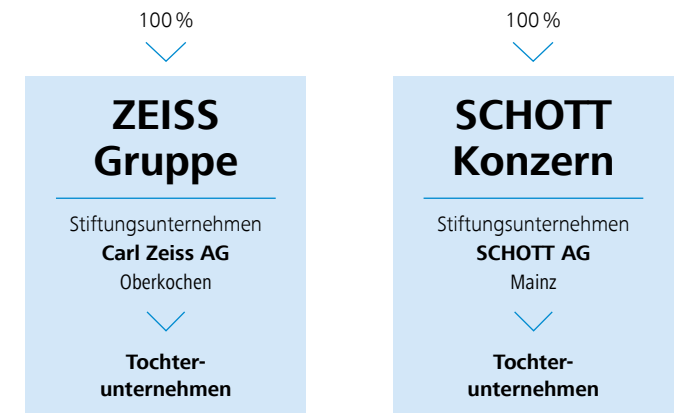 100 %
ZEISS
Gruppe
Stiftungsunternehmen
Carl Zeiss AG
Oberkochen
Tochter-
unternehmen
100 %
SCHOTT
Konzern
Stiftungsunternehmen
SCHOTT AG
Mainz
Tochter-
unternehmen